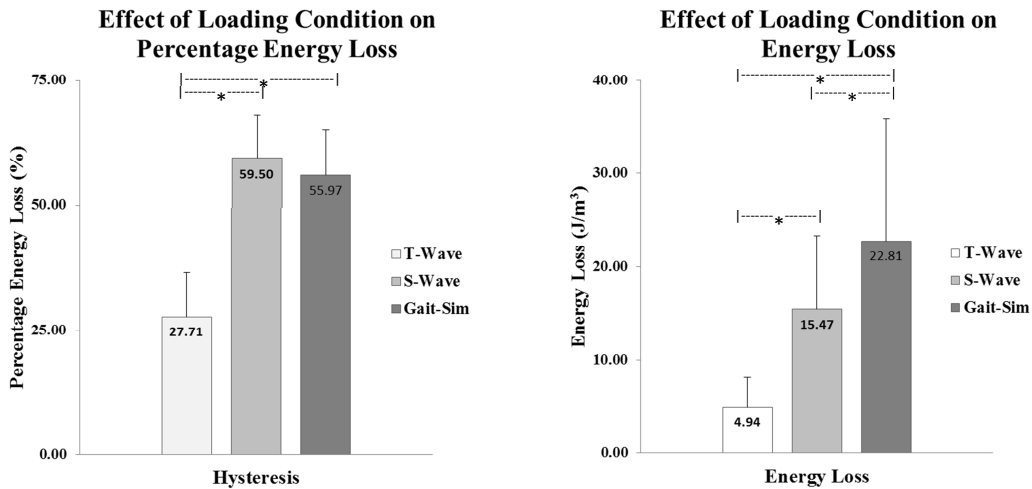 Effect of Loading Condition on
Percentage Energy Loss
75.00
50.00
25.00
0.00
Percentage Energy Loss (%)
*
*
59.50
55.97
27.71
T-Wave
S-Wave
Gait-Sim
Hysteresis
Effect of Loading Condition on
Energy Loss
40.00
30.00
20.00
10.00
0.00
Energy Loss (J/m³)
*
*
*
22.81
15.47
4.94
T-Wave
S-Wave
Gait-Sim
Energy Loss